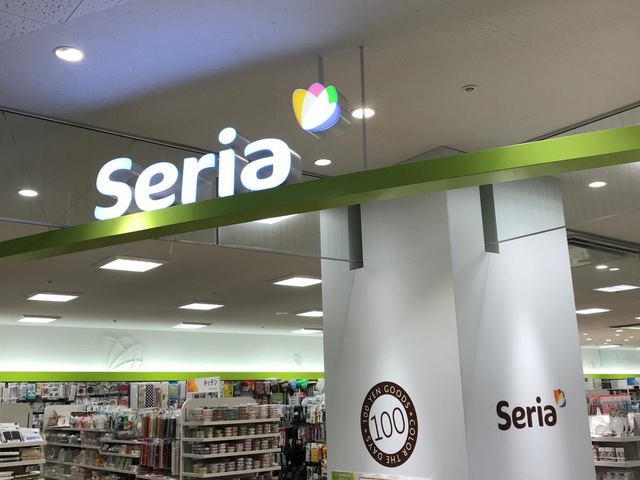 Seria
キッチン
100 YEN GOODS • COLOR THE DAYS •
100
Seria